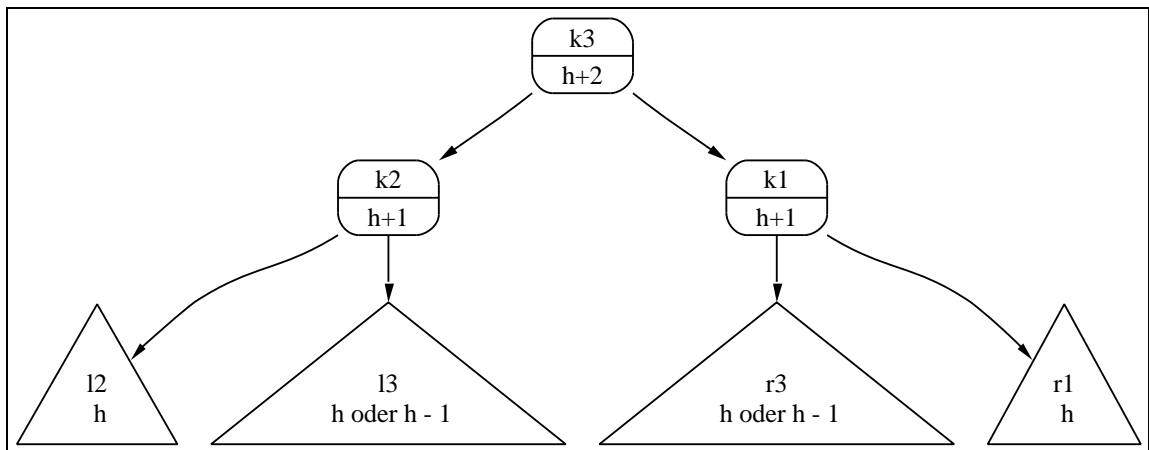 k3
h+2
k2
h+1
k1
h+1
l2
h
l3
h oder h - 1
r3
h oder h - 1
r1
h